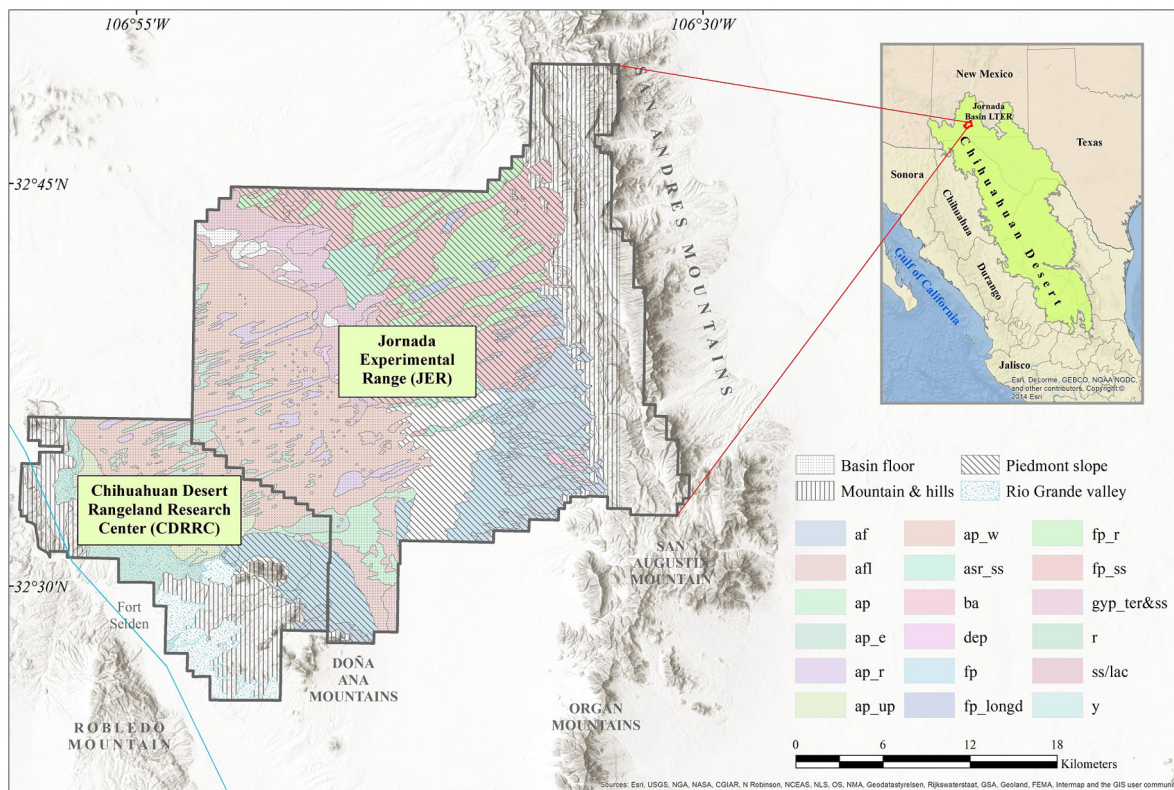 106°55'W
106°30'W
32°45'N
32°30'N
SAN ANDRES MOUNTAINS
Jornada
Experimental
Range (JER)
Chihuahuan Desert
Rangeland Research
Center (CDRRC)
Fort
Selden
ROBLEDO
MOUNTAIN
DOÑA
ANA
MOUNTAINS
SAN
AUGUSTIN
MOUNTAIN
ORGAN
MOUNTAINS
New Mexico
Jornada
Basin LTER
Texas
Sonora
Chihuahua
Chihuahuan Desert
Durango
Gulf of California
Jalisco
Esri, DeLorme, GEBCO, NOAA NGDC,
and other contributors, Copyright:©
2014 Esri
Basin floor
Piedmont slope
Mountain & hills
Rio Grande valley
af
ap_w
fp_r
afl
asr_ss
fp_ss
ap
ba
gyp_ter&ss
ap_e
dep
r
ap_r
fp
ss/lac
ap_up
fp_longd
y
0 6 12 18
Kilometers
Sources: Esri, USGS, NGA, NASA, CGIAR, N Robinson, NCEAS, NLS, OS, NMA, Geodatastyrelsen, Rijkswaterstaat, GSA, Geoland, FEMA, Intermap and the GIS user commun